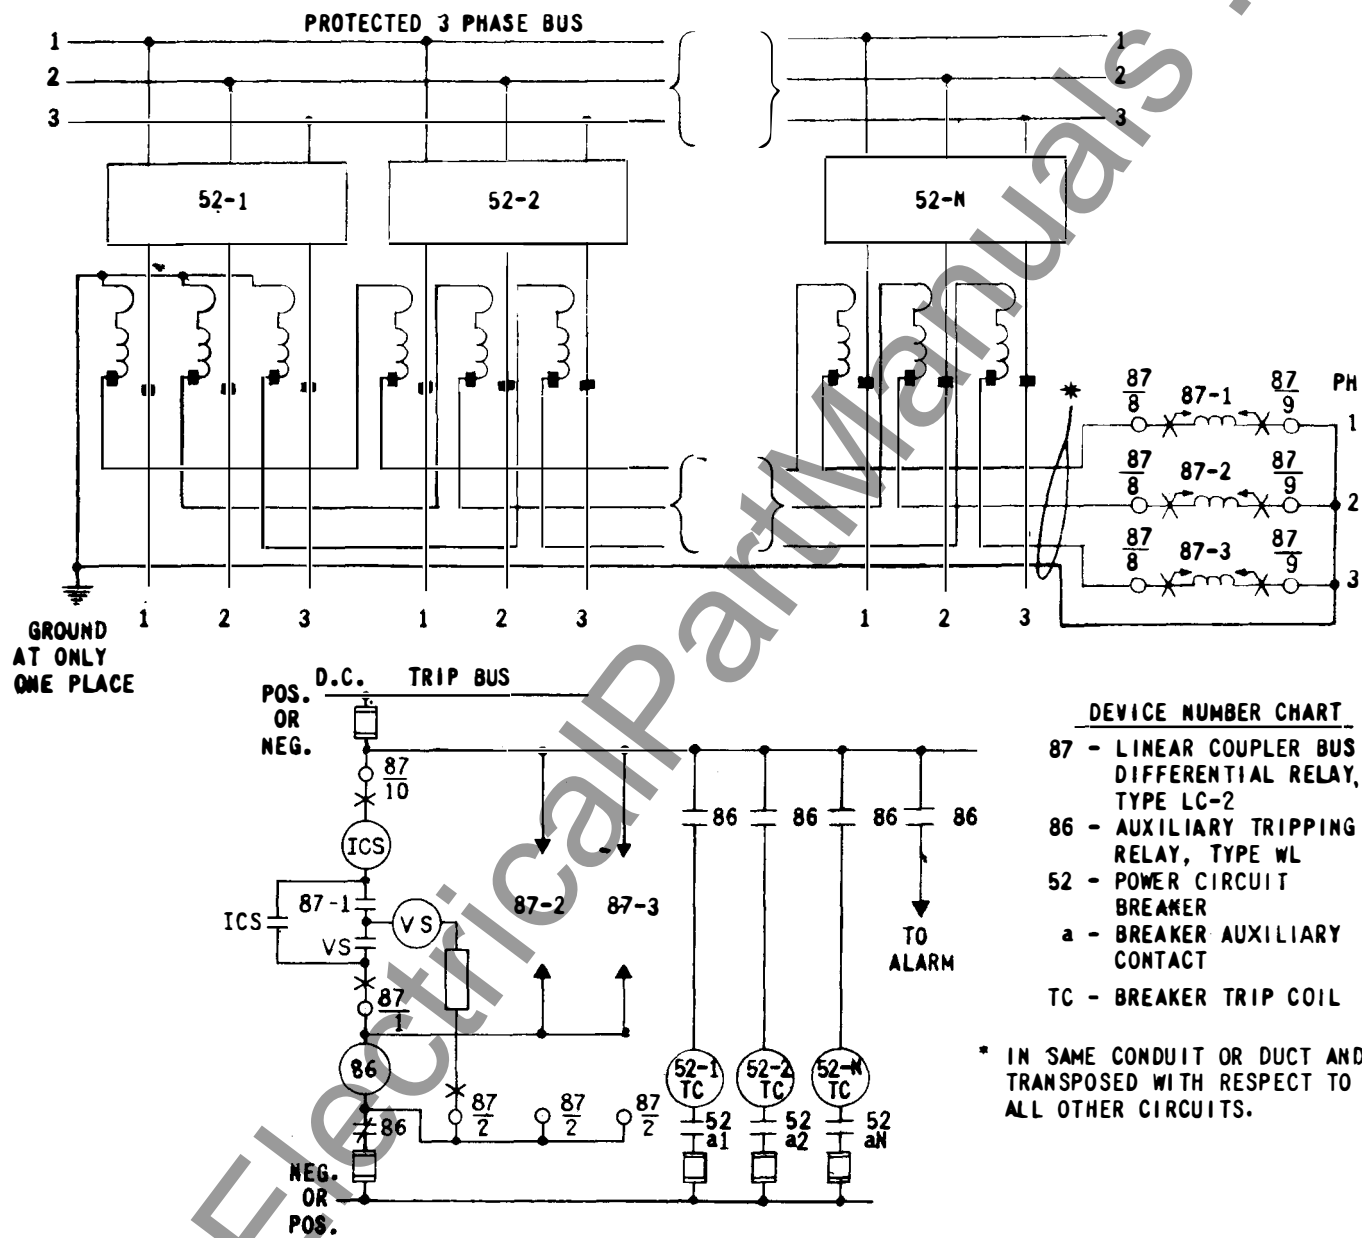 PROTECTED 3 PHASE BUS
1
2
3
1
2
3
52-1
52-2
52-N
*
87
8
87-1
87
9
PH
1
87
8
87-2
87
9
2
87
8
87-3
87
9
3
GROUND
AT ONLY
ONE PLACE
1 2 3
1 2 3
1 2 3
D.C. TRIP BUS
POS.
OR
NEG.
87
10
ICS
ICS
87-1
VS
VS
87
1
86
86
87-2
87-3
87
2
87
2
87
2
86
86
86
86
TO
ALARM
52-1
TC
52-2
TC
52-N
TC
52
a1
52
a2
52
aN
NEG.
OR
POS.
DEVICE NUMBER CHART
87 - LINEAR COUPLER BUS
DIFFERENTIAL RELAY,
TYPE LC-2
86 - AUXILIARY TRIPPING
RELAY, TYPE WL
52 - POWER CIRCUIT
BREAKER
a - BREAKER AUXILIARY
CONTACT
TC - BREAKER TRIP COIL
* IN SAME CONDUIT OR DUCT AND
TRANSPOSED WITH RESPECT TO
ALL OTHER CIRCUITS.
ElectricalPartManuals .